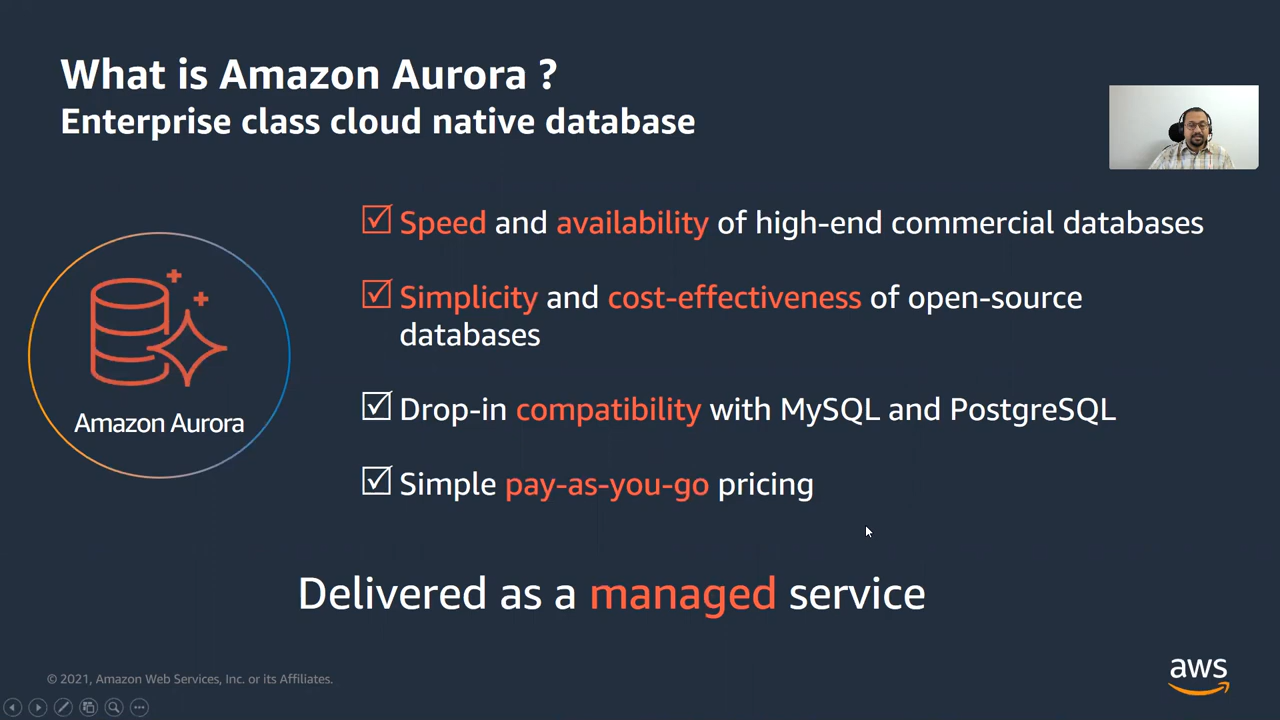 What is Amazon Aurora ?
Enterprise class cloud native database
Speed and availability of high-end commercial databases
Simplicity and cost-effectiveness of open-source
databases
Drop-in compatibility with MySQL and PostgreSQL
Simple pay-as-you-go pricing
Amazon Aurora
Delivered as a managed service
© 2021, Amazon Web Services, Inc. or its Affiliates.
aws